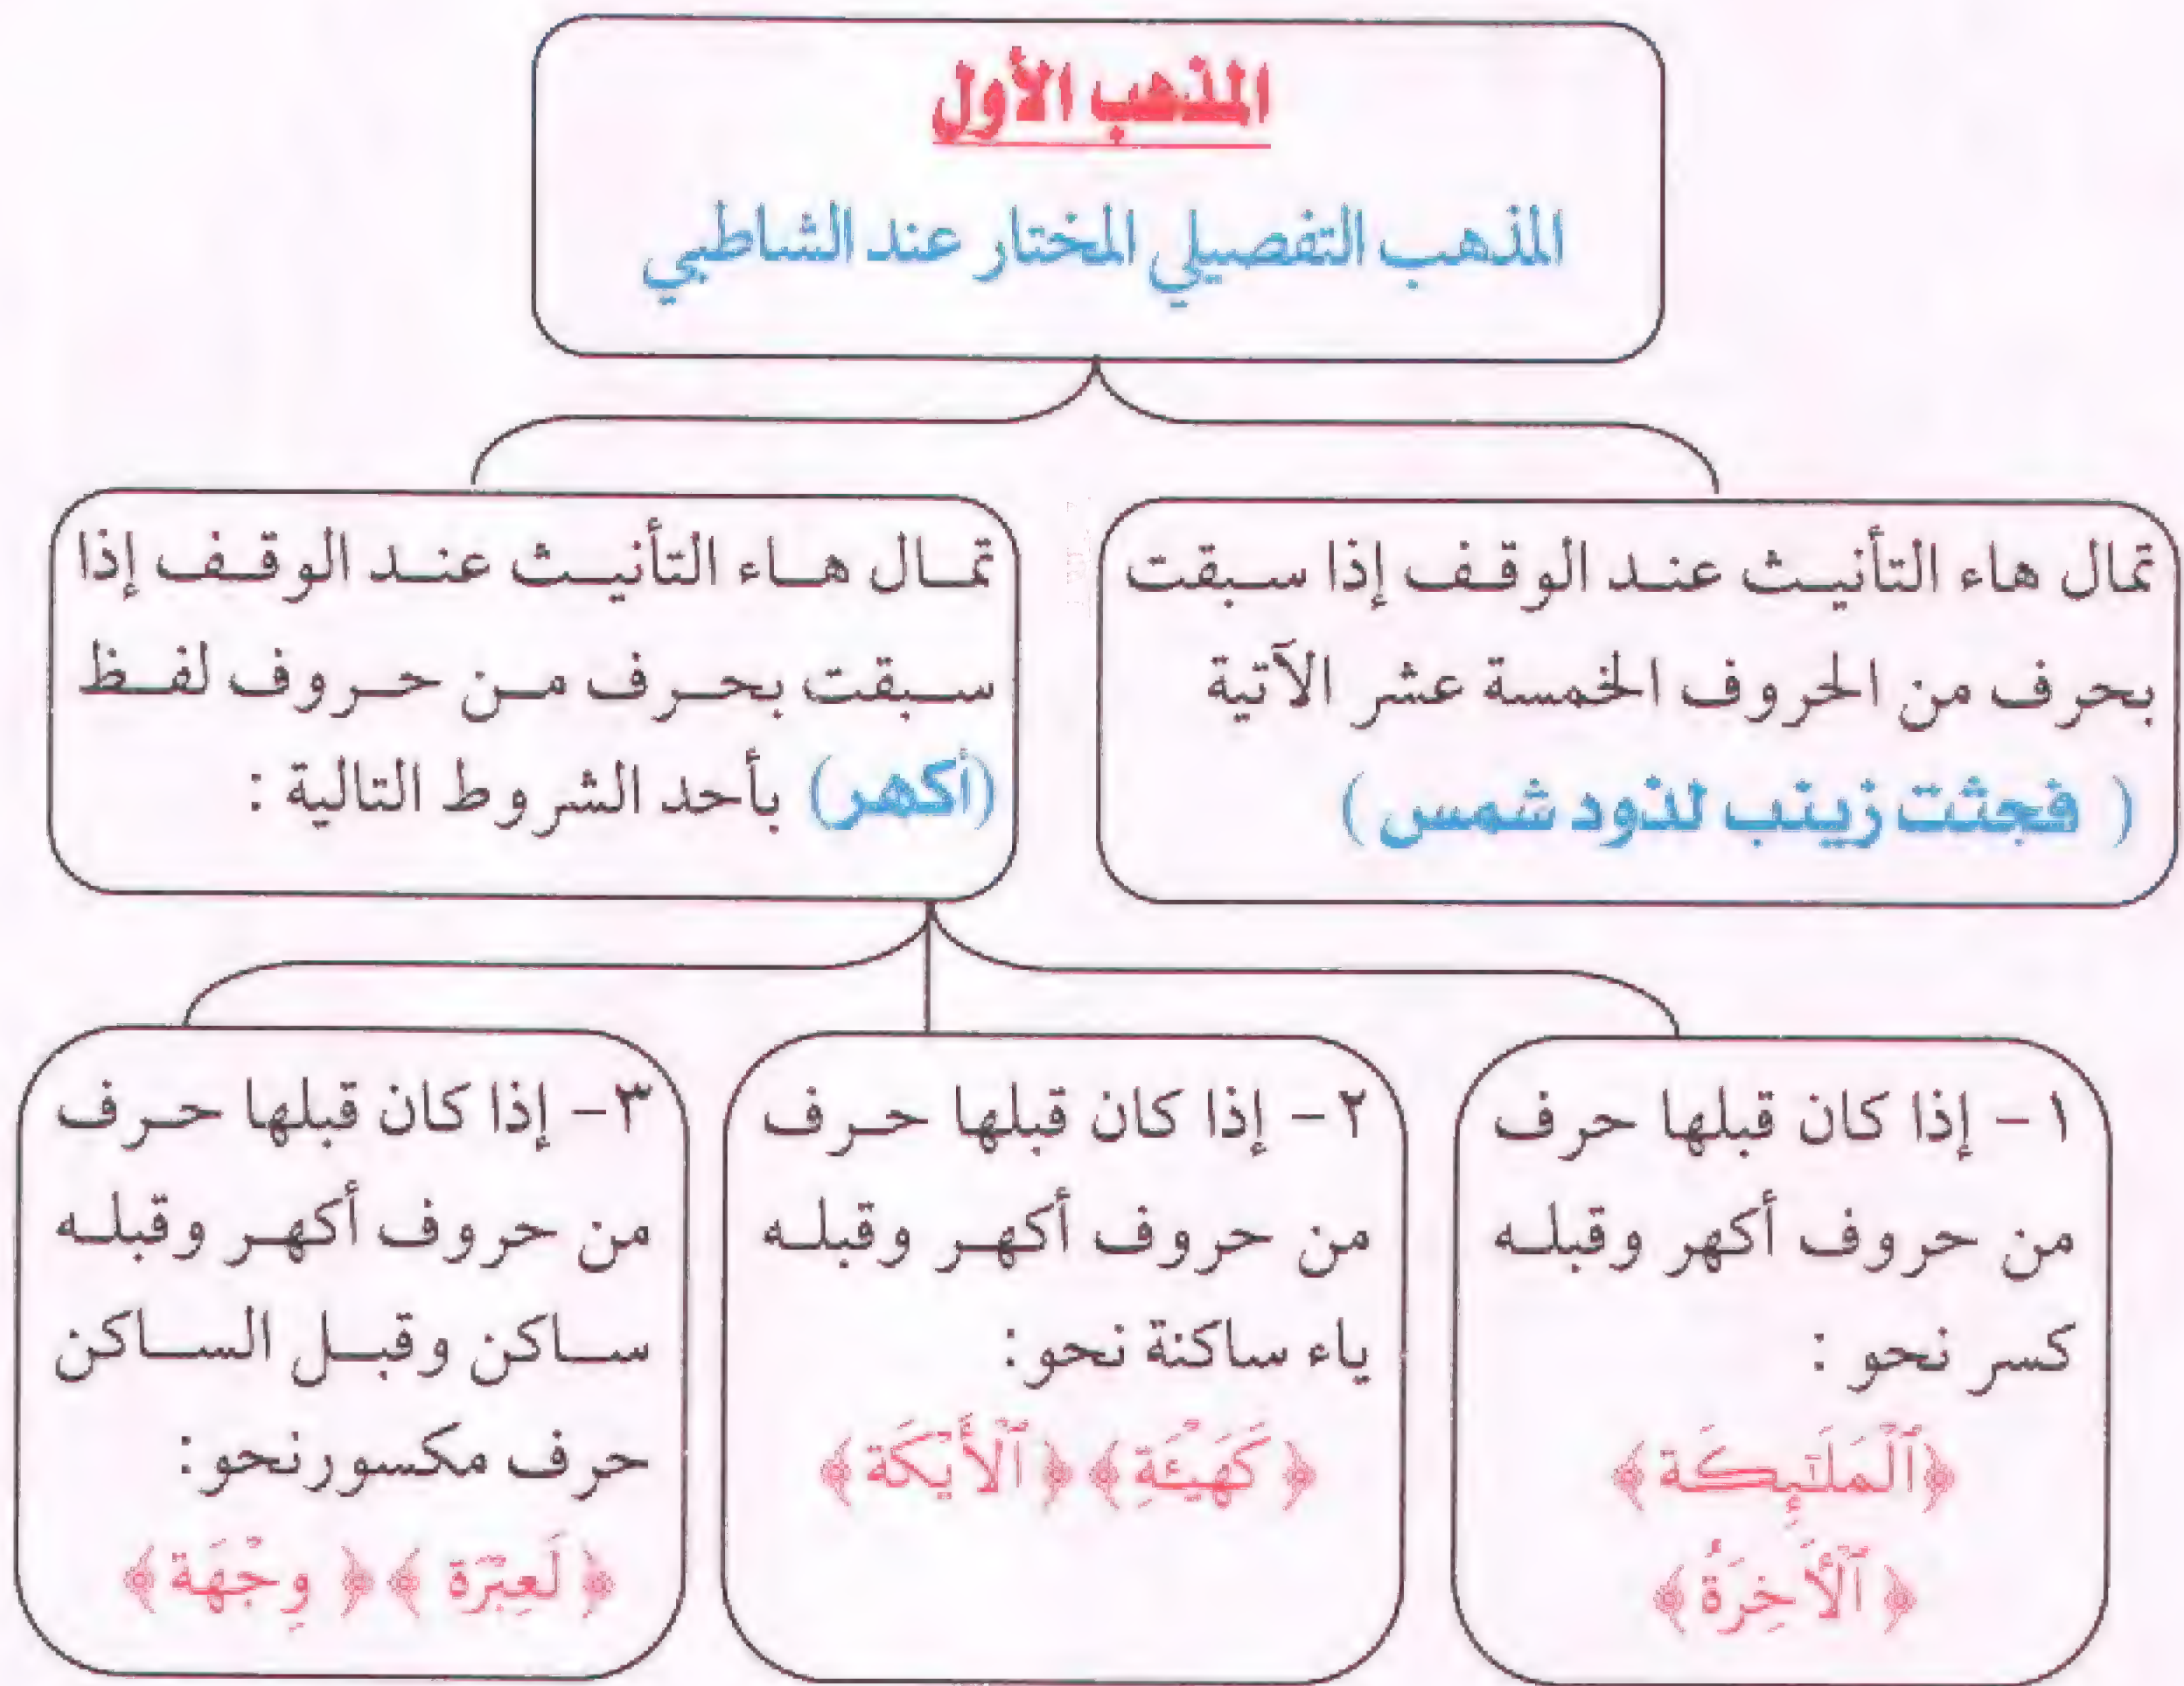 المذهب الأول
المذهب التفصيلي المختار عند الشاطبي
تمال هاء التأنيث عند الوقف إذا سبقت
بحرف من الحروف الخمسة عشر الآتية
( فجثت زينب لذود شمس )
تمال هاء التأنيث عند الوقف إذا
سبقت بحرف من حروف لفظ
(أكهر) بأحد الشروط التالية :
١ – إذا كان قبلها حرف
من حروف أكهر وقبله
كسر نحو :
﴿ٱلْمَلَٰٓئِكَة﴾
﴿ٱلْأَخِرَةُ﴾
٢ – إذا كان قبلها حرف
من حروف أكهر وقبله
ياء ساكنة نحو:
﴿كَهَيْـَٔةِ﴾ ﴿ٱلْأَيْكَة﴾
٣– إذا كان قبلها حرف
من حروف أكهر وقبله
ساكن وقبل الساكن
حرف مكسورنحو:
﴿لَعِبْرَة﴾ ﴿وِجْهَة﴾